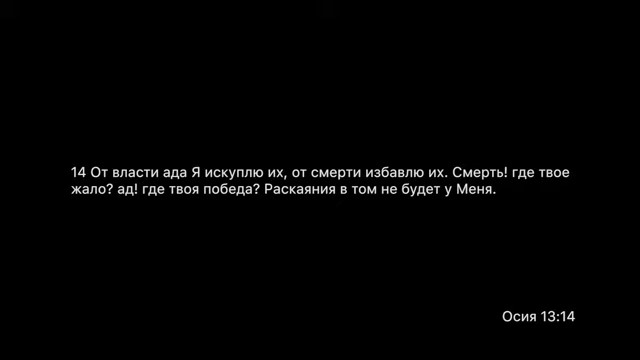 14 От власти ада Я искуплю их, от смерти избавлю их. Смерть! где твое
жало? ад! где твоя победа? Раскаяния в том не будет у Меня.
Осия 13:14